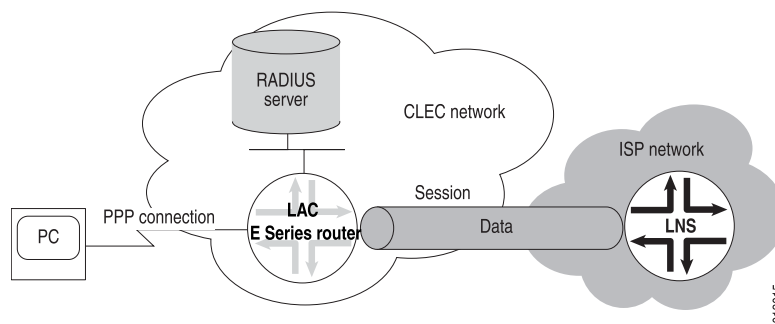 RADIUS
server
CLEC network
ISP network
PPP connection
LAC
E Series router
Session
Data
PC
LNS